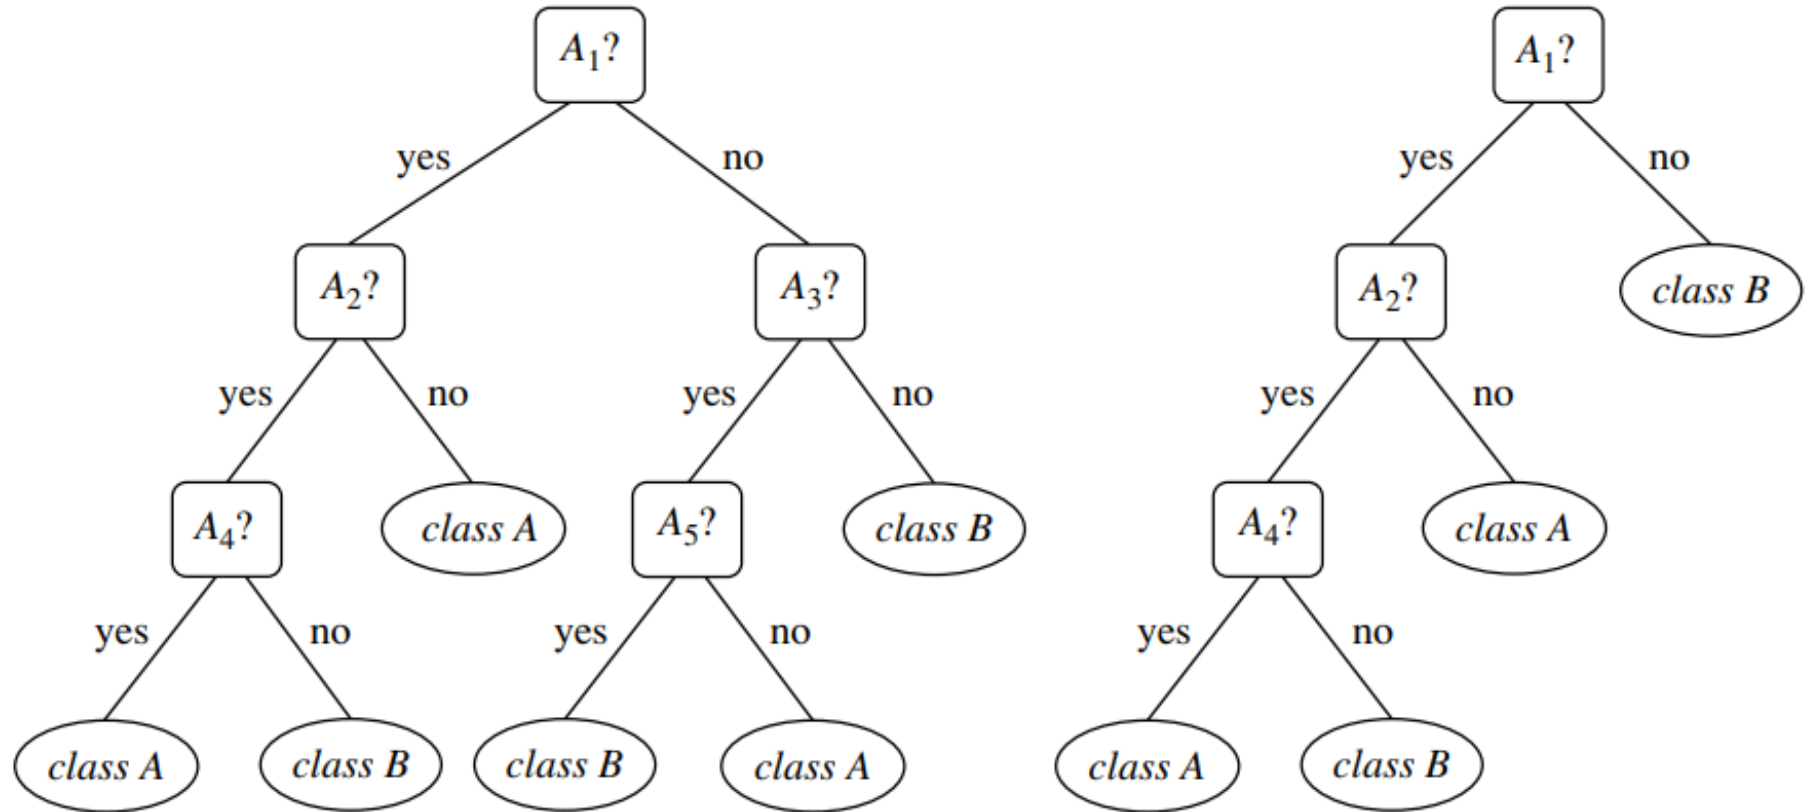 A₁? A₁?
yes no yes no
A₂? A₃? A₂? class B
yes no yes no yes no
A₄? class A A₅? class B A₄? class A
yes no yes no yes no
class A class B class B class A class A class B